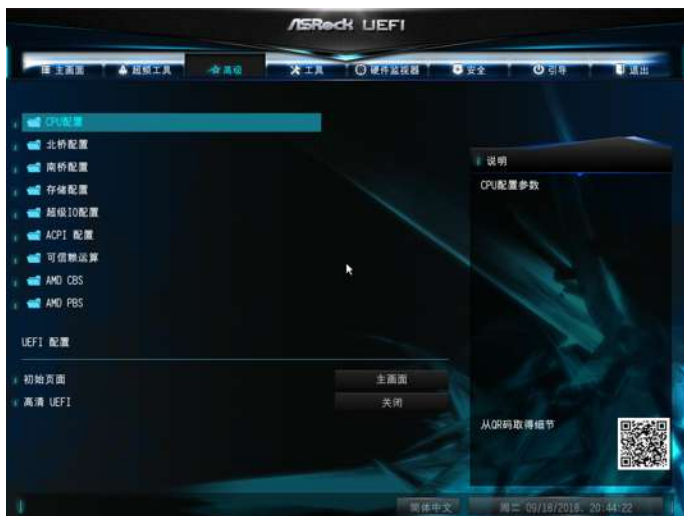 ASRock UEFI
主画面 超频工具 高级 工具 硬件监视器 安全 引导 退出
CPU配置
北桥配置
南桥配置
存储配置
超级IO配置
ACPI 配置
可信赖运算
AMD CBS
AMD PBS
UEFI 配置
初始页面 主画面
高清 UEFI 关闭
说明
CPU配置参数
从QR码取得细节
简体中文 周二 09/18/2018. 20:44:22